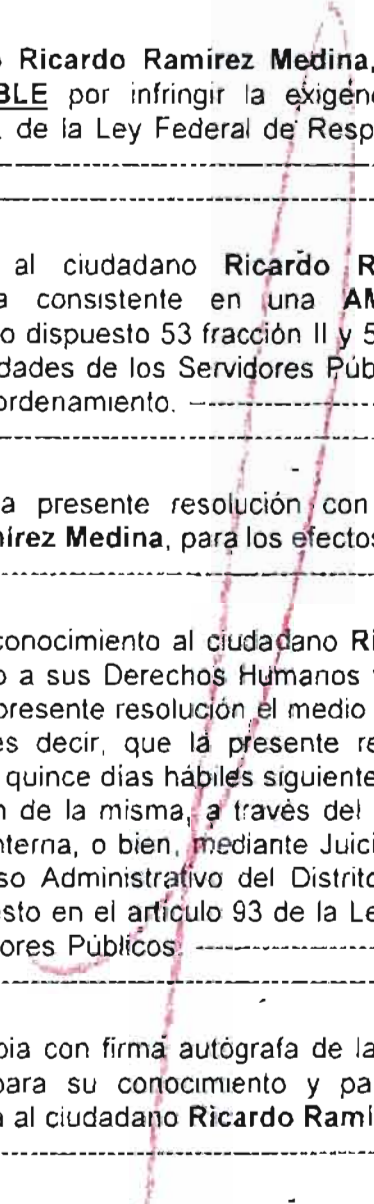 Ricardo Ramírez Medina,
BLE por infringir la exigenc
de la Ley Federal de Resp
al ciudadano Ricardo R
a consistente en una AM
o dispuesto 53 fracción II y 5
dades de los Servidores Públ
ordenamiento.
a presente resolución con
írez Medina, para los efectos
conocimiento al ciudadano Ri
o a sus Derechos Humanos
presente resolución el medio
es decir, que la presente re
quince días hábiles siguiente
n de la misma, a través del
nterna, o bien, mediante Juici
so Administrativo del Distrito
esto en el artículo 93 de la Le
ores Públicos.
pia con firma autógrafa de la
para su conocimiento y pa
a al ciudadano Ricardo Ramí